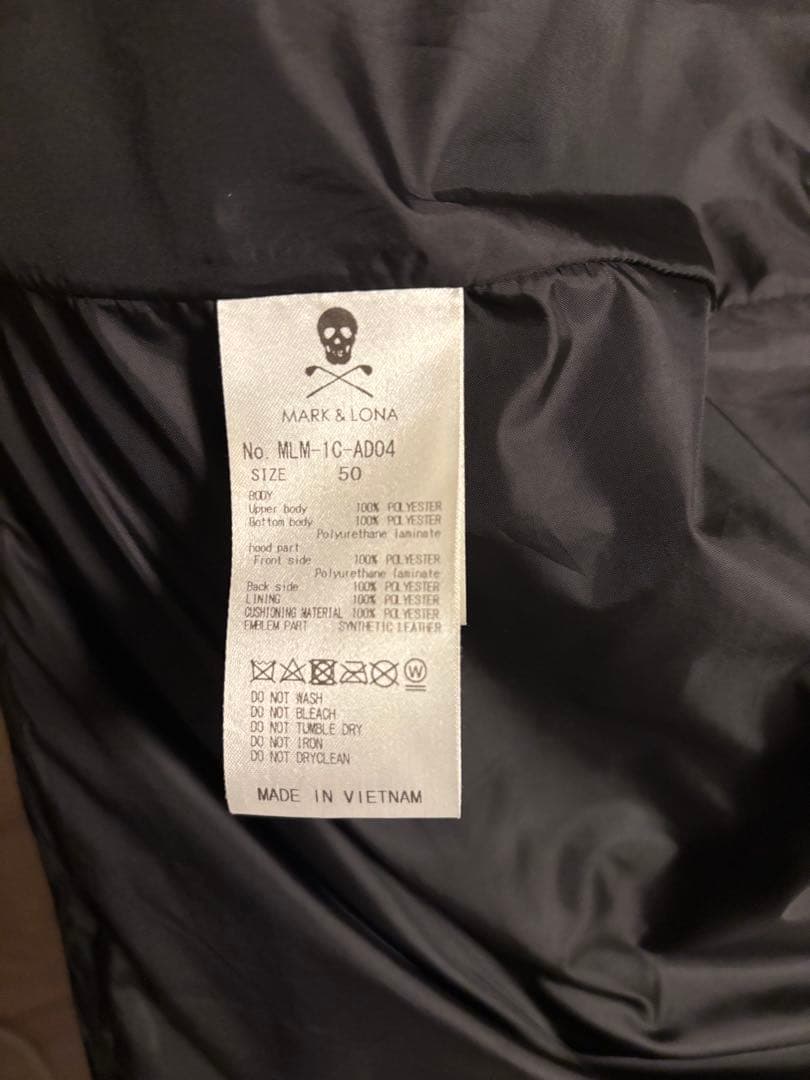 MARK & LONA
No. MLM-1C-AD04
SIZE 50
BODY
Upper body 100% POLYESTER
Bottom body 100% POLYESTER
Polyurethane laminate
hood part
Front side 100% POLYESTER
Polyurethane laminate
Back side 100% POLYESTER
LINING 100% POLYESTER
CUSHIONING MATERIAL 100% POLYESTER
EMBLEM PART SYNTHETIC LEATHER
W
DO NOT WASH
DO NOT BLEACH
DO NOT TUMBLE DRY
DO NOT IRON
DO NOT DRYCLEAN
MADE IN VIETNAM